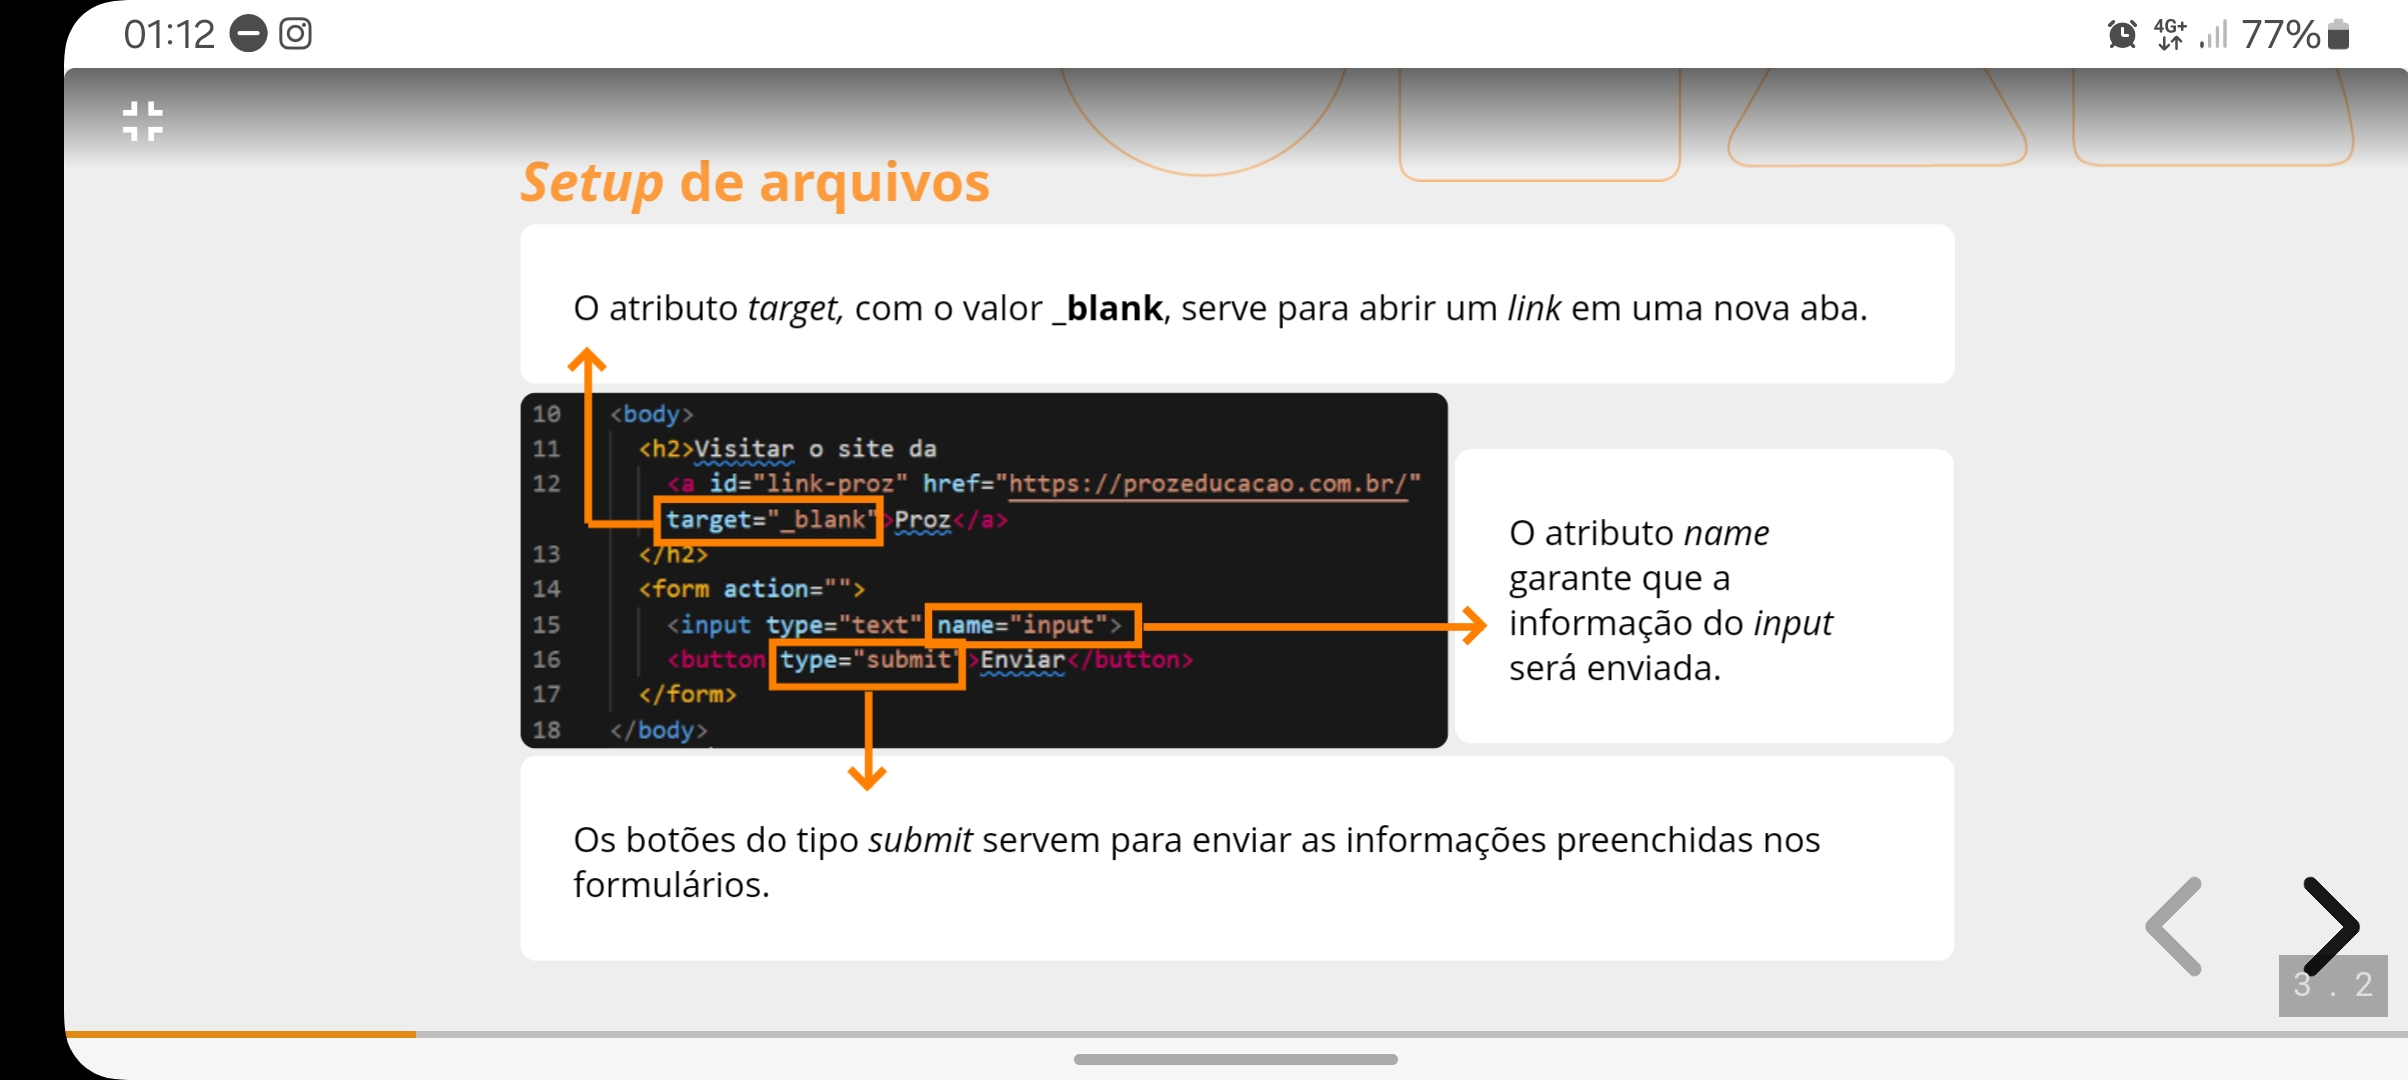 01:12
4G+ 77%
Setup de arquivos
O atributo target, com o valor _blank, serve para abrir um link em uma nova aba.
10 <body>
11 <h2>Visitar o site da
12 <a id="link-proz" href="https://prozeducacao.com.br/"
target="_blank">Proz</a>
13 </h2>
14 <form action="">
15 <input type="text" name="input">
16 <button type="submit">Enviar</button>
17 </form>
18 </body>
O atributo name
garante que a
informação do input
será enviada.
Os botões do tipo submit servem para enviar as informações preenchidas nos
formulários.
3 . 2